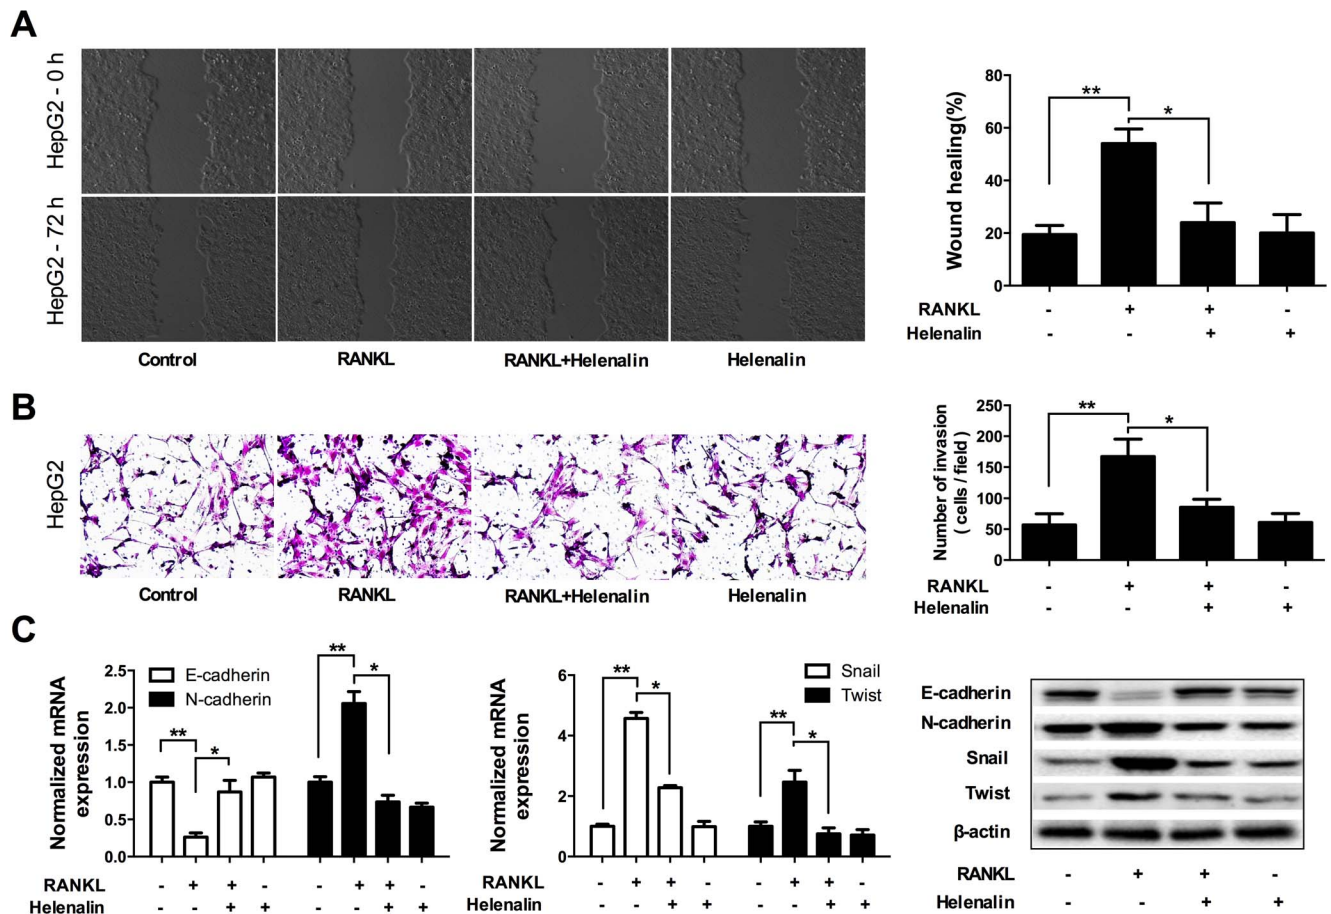 A
HepG2 - 0 h
HepG2 - 72 h
Control RANKL RANKL+Helenalin Helenalin
Wound healing(%)
80
60
40
20
0
** *
RANKL - + + -
Helenalin - - + +
B
HepG2
Control RANKL RANKL+Helenalin Helenalin
Number of invasion
( cells / field )
250
200
150
100
50
0
** *
RANKL - + + -
Helenalin - - + +
C
Normalized mRNA
expression
2.5
2.0
1.5
1.0
0.5
0.0
E-cadherin
N-cadherin
** * ** *
RANKL - + + - - + + -
Helenalin - - + + - - + +
Normalized mRNA
expression
6
4
2
0
Snail
Twist
** * ** *
RANKL - + + - - + + -
Helenalin - - + + - - + +
E-cadherin
N-cadherin
Snail
Twist
β-actin
RANKL - + + -
Helenalin - - + +